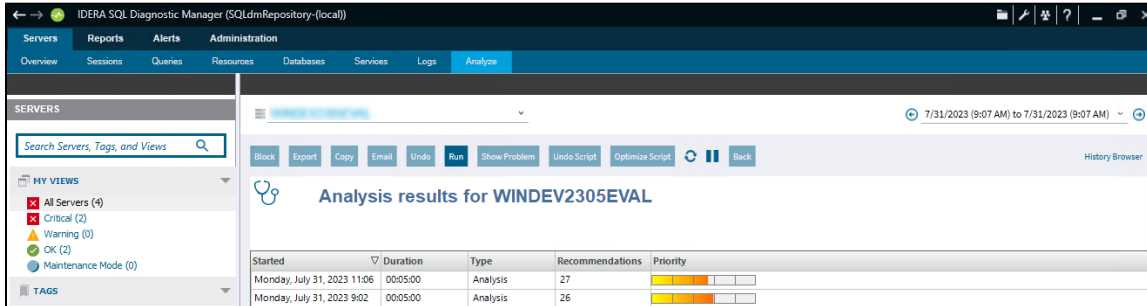 IDERA SQL Diagnostic Manager (SQLdmRepository-(local))
Servers Reports Alerts Administration
Overview Sessions Queries Resources Databases Services Logs Analyze
SERVERS
7/31/2023 (9:07 AM) to 7/31/2023 (9:07 AM)
Search Servers, Tags, and Views
Block Export Copy Email Undo Run Show Problem Undo Script Optimize Script Back History Browser
MY VIEWS
All Servers (4)
Critical (2)
Warning (0)
OK (2)
Maintenance Mode (0)
TAGS
Analysis results for WINDEV2305EVAL
Started Duration Type Recommendations Priority
Monday, July 31, 2023 11:06 00:05:00 Analysis 27
Monday, July 31, 2023 9:02 00:05:00 Analysis 26